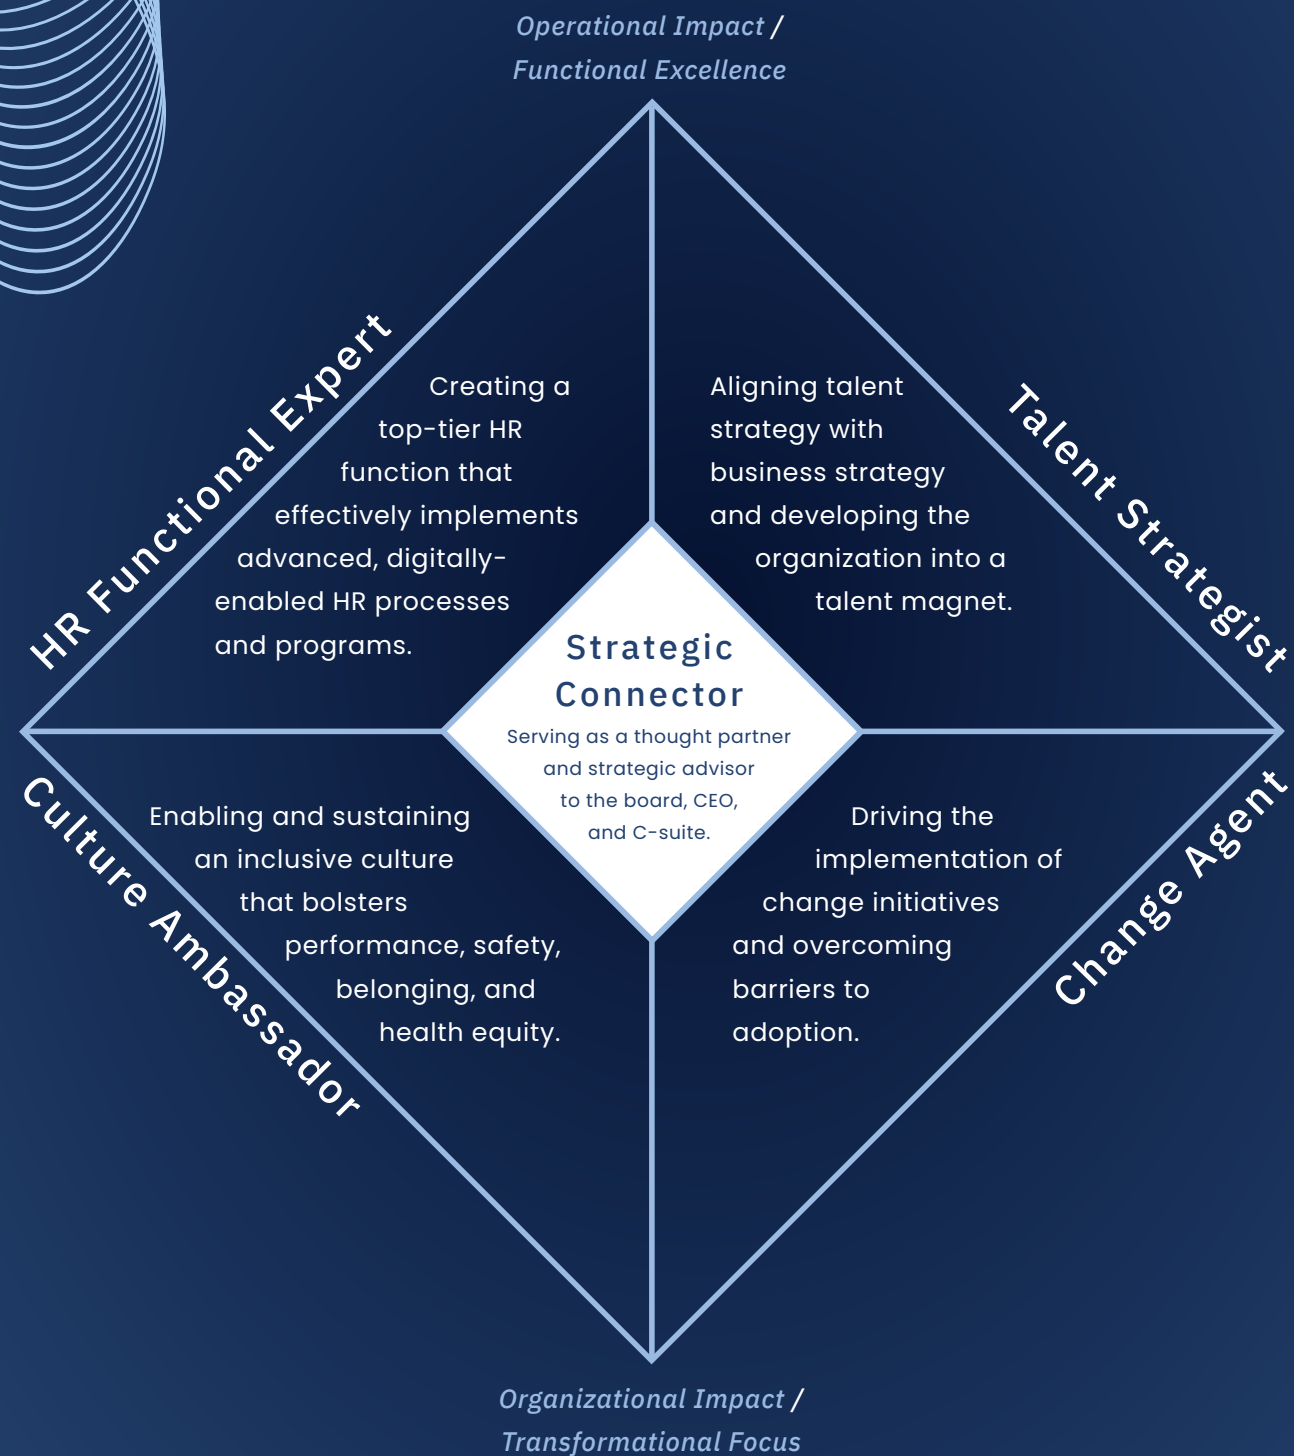 Operational Impact /
Functional Excellence
HR Functional Expert
Creating a
top-tier HR
function that
effectively implements
advanced, digitally-
enabled HR processes
and programs.
Talent Strategist
Aligning talent
strategy with
business strategy
and developing the
organization into a
talent magnet.
Strategic
Connector
Serving as a thought partner
and strategic advisor
to the board, CEO,
and C-suite.
Culture Ambassador
Enabling and sustaining
an inclusive culture
that bolsters
performance, safety,
belonging, and
health equity.
Change Agent
Driving the
implementation of
change initiatives
and overcoming
barriers to
adoption.
Organizational Impact /
Transformational Focus